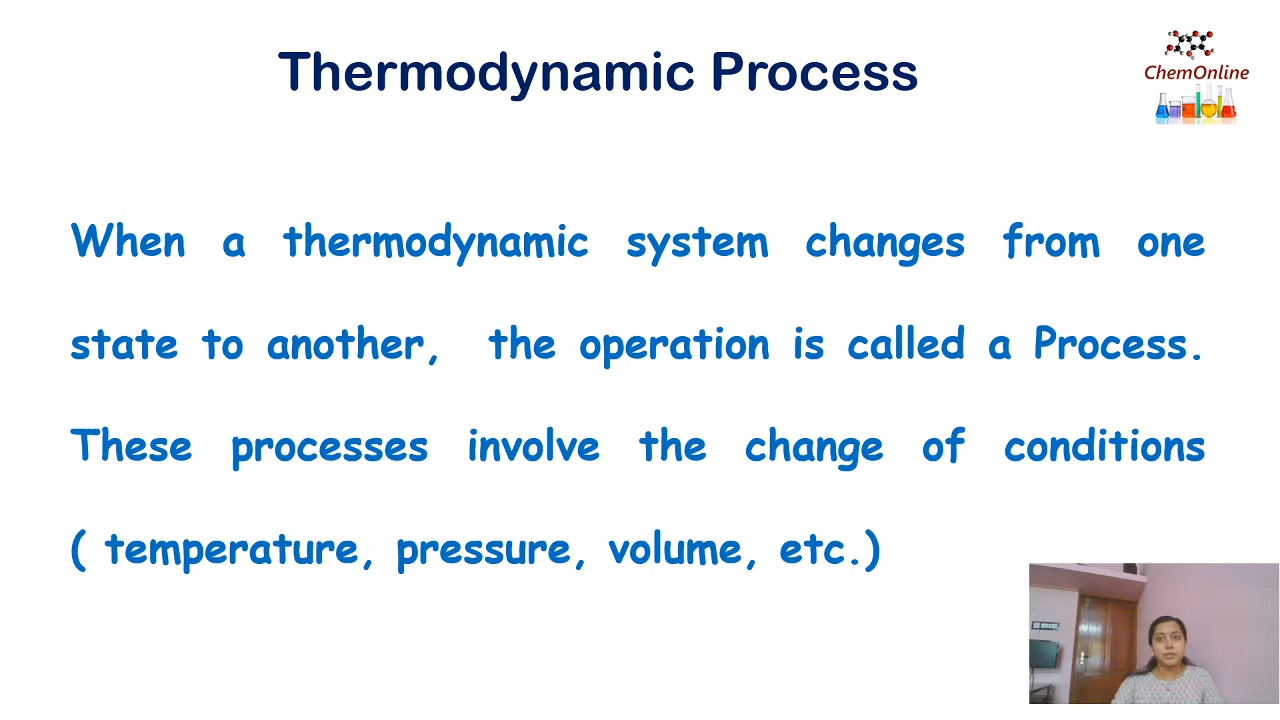 Thermodynamic Process
ChemOnline
When a thermodynamic system changes from one
state to another, the operation is called a Process.
These processes involve the change of conditions
( temperature, pressure, volume, etc.)